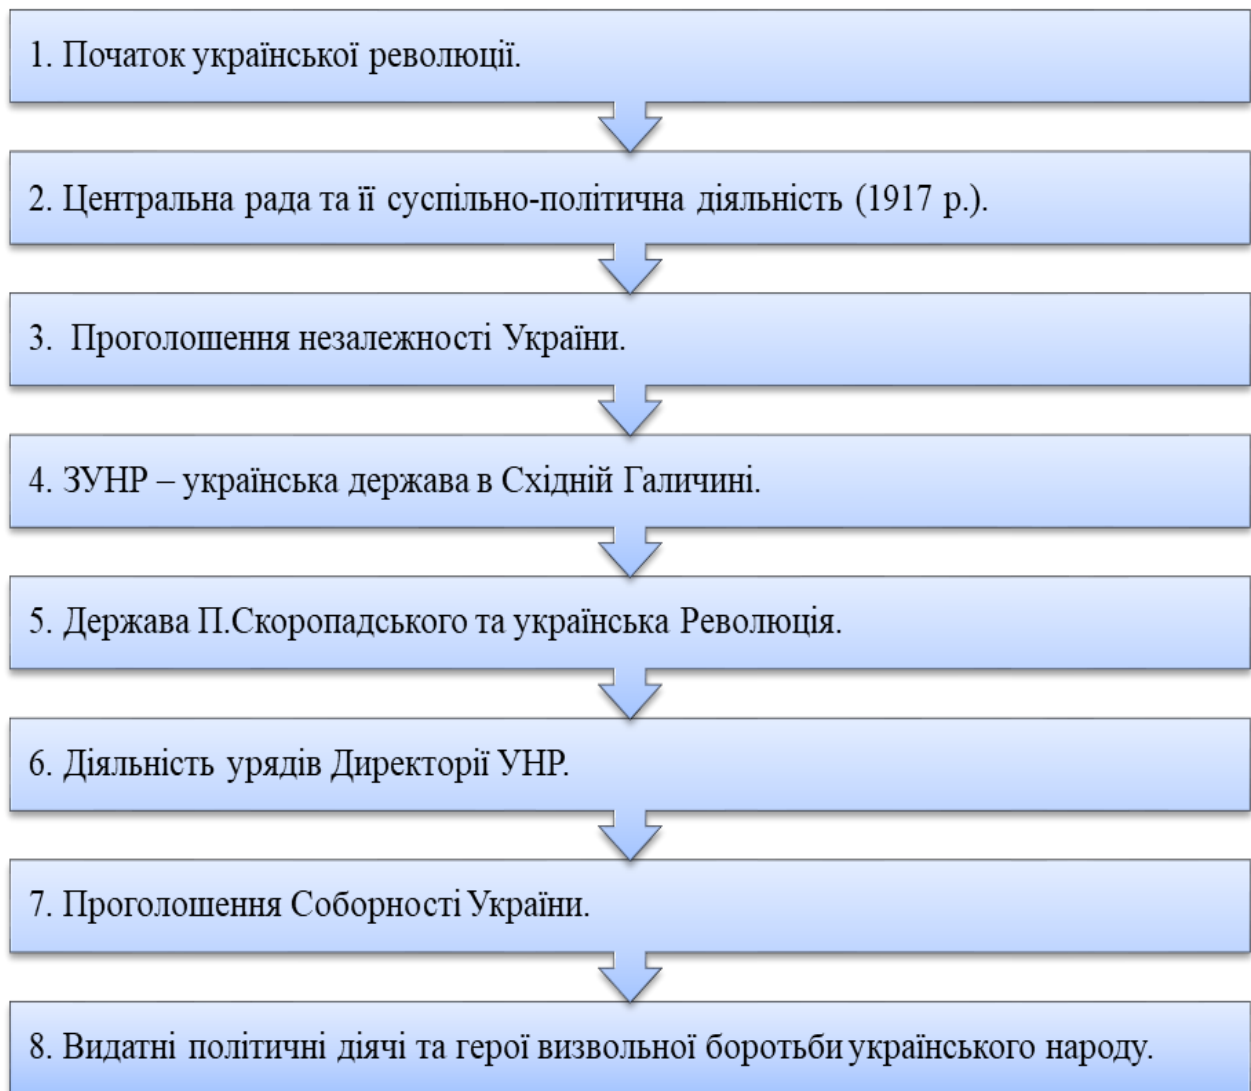 1. Початок української революції.
2. Центральна рада та її суспільно-політична діяльність (1917 р.).
3. Проголошення незалежності України.
4. ЗУНР – українська держава в Східній Галичині.
5. Держава П.Скоропадського та українська Революція.
6. Діяльність урядів Директорії УНР.
7. Проголошення Соборності України.
8. Видатні політичні діячі та герої визвольної боротьби українського народу.